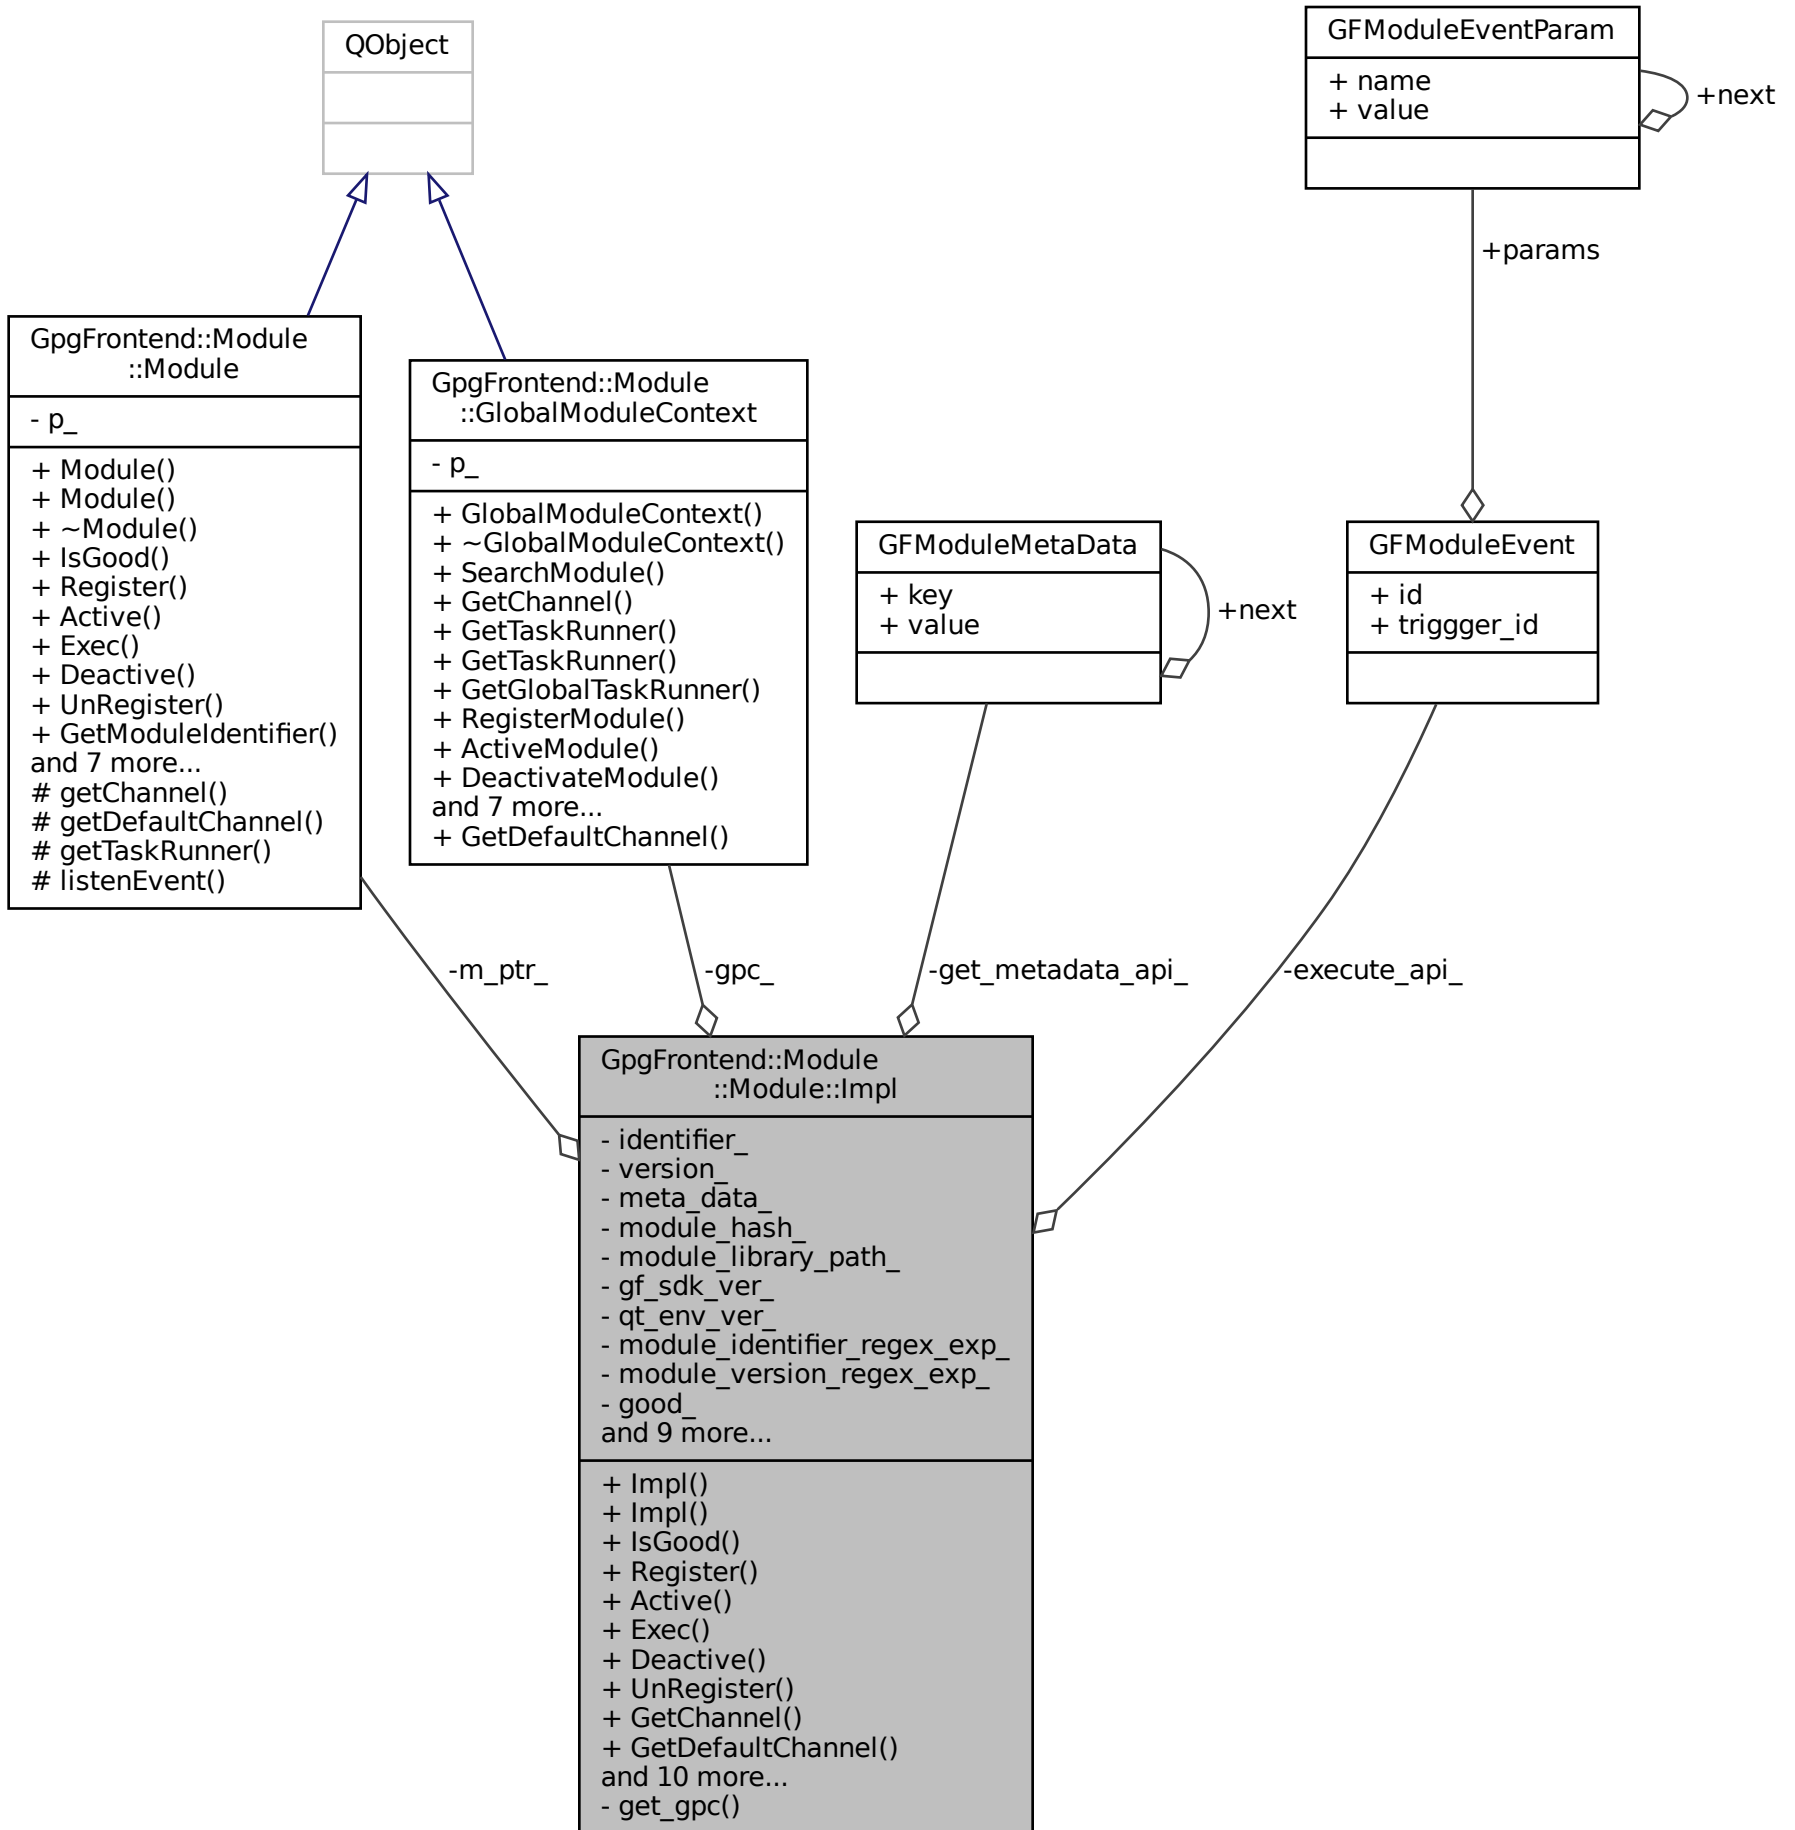 QObject
GFModuleEventParam
+ name
+ value
+next
+params
GpgFrontend::Module
::Module
- p_
+ Module()
+ Module()
+ ~Module()
+ IsGood()
+ Register()
+ Active()
+ Exec()
+ Deactive()
+ UnRegister()
+ GetModuleIdentifier()
and 7 more...
# getChannel()
# getDefaultChannel()
# getTaskRunner()
# listenEvent()
GpgFrontend::Module
::GlobalModuleContext
- p_
+ GlobalModuleContext()
+ ~GlobalModuleContext()
+ SearchModule()
+ GetChannel()
+ GetTaskRunner()
+ GetTaskRunner()
+ GetGlobalTaskRunner()
+ RegisterModule()
+ ActiveModule()
+ DeactivateModule()
and 7 more...
+ GetDefaultChannel()
GFModuleMetaData
+ key
+ value
+next
GFModuleEvent
+ id
+ triggger_id
-m_ptr_
-gpc_
-get_metadata_api_
-execute_api_
GpgFrontend::Module
::Module::Impl
- identifier_
- version_
- meta_data_
- module_hash_
- module_library_path_
- gf_sdk_ver_
- qt_env_ver_
- module_identifier_regex_exp_
- module_version_regex_exp_
- good_
and 9 more...
+ Impl()
+ Impl()
+ IsGood()
+ Register()
+ Active()
+ Exec()
+ Deactive()
+ UnRegister()
+ GetChannel()
+ GetDefaultChannel()
and 10 more...
- get_gpc()